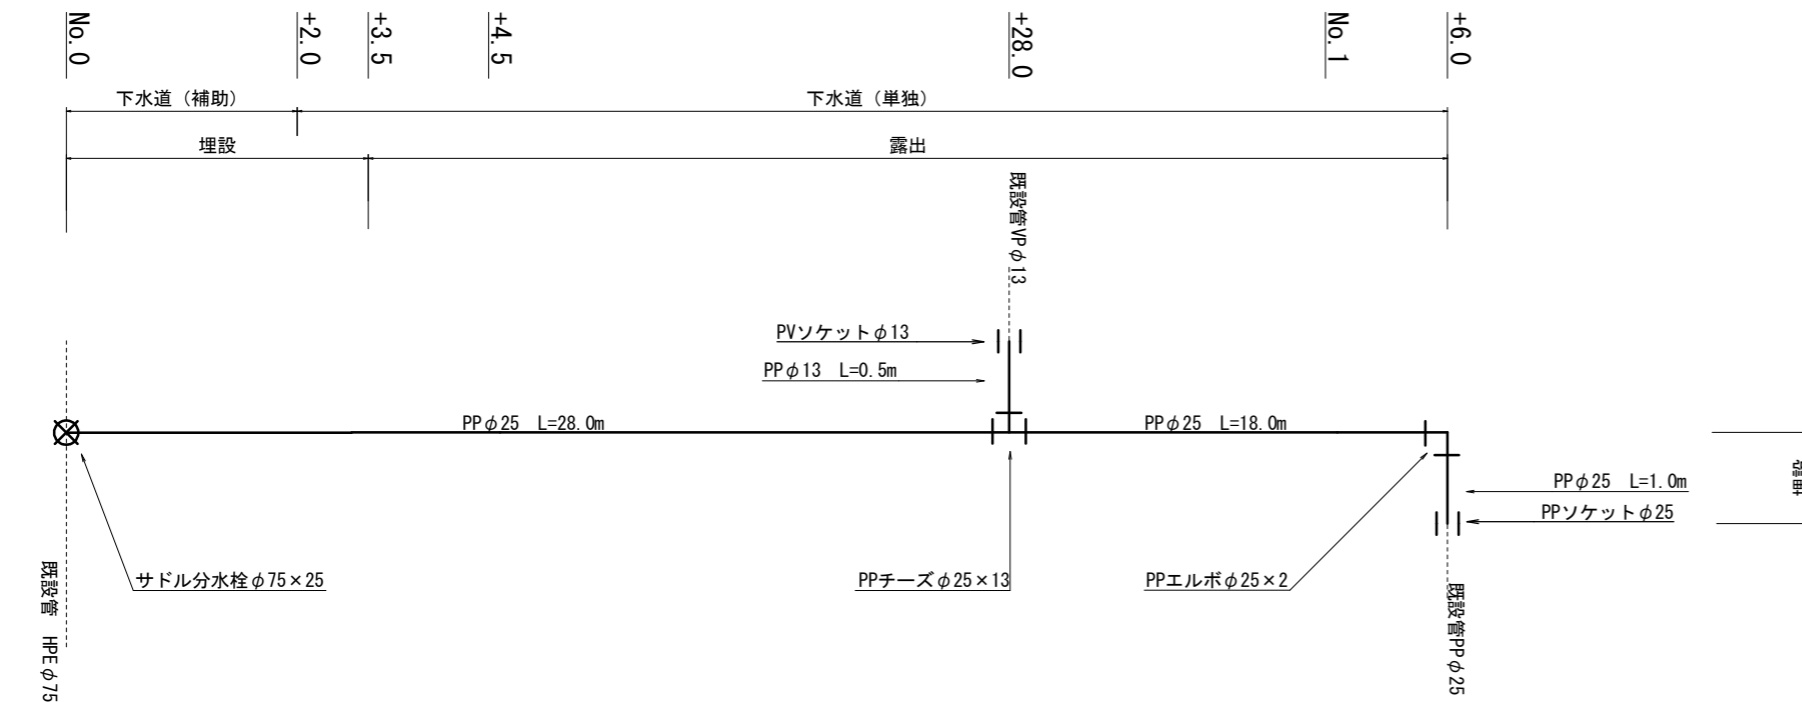 No.0
+2.0
+3.5
+4.5
+28.0
No.1
+6.0
下水道（補助）
下水道（単独）
埋設
露出
既設管VPφ13
PVソケットφ13
PPφ13 L=0.5m
PPφ25 L=28.0m
PPφ25 L=18.0m
PPφ25 L=1.0m
PPソケットφ25
サドル分水栓φ75×25
PPチーズφ25×13
PPエルボφ25×2
既設管 HPEφ75
既設管PPφ25